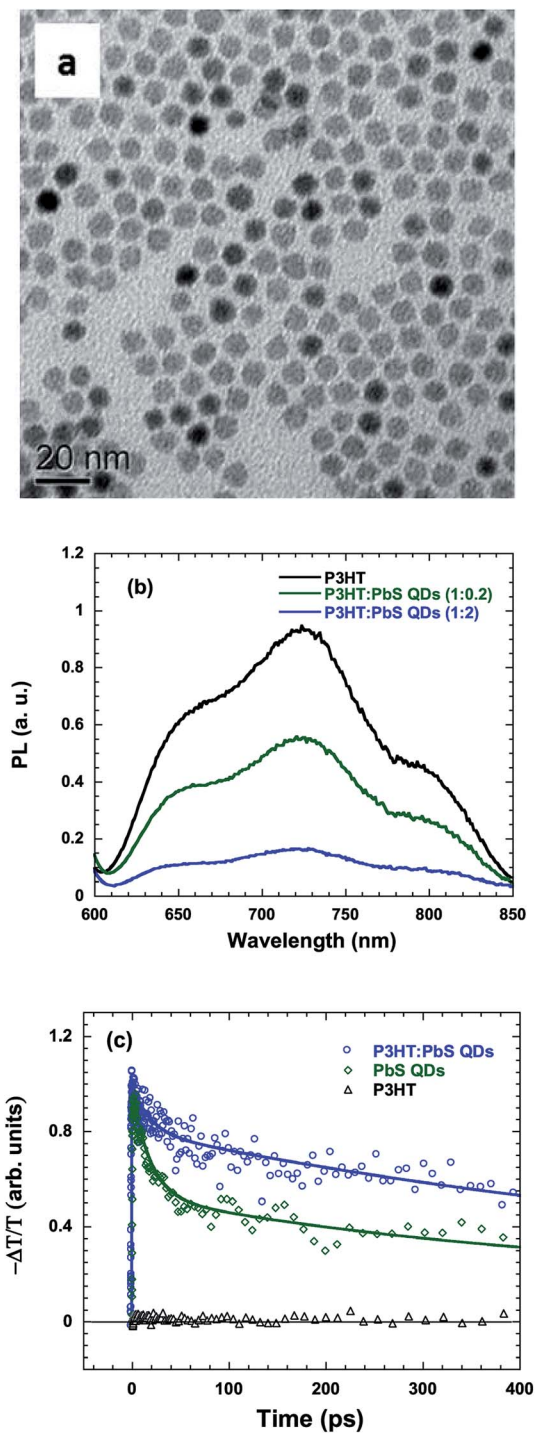 a
20 nm
1.2
(b)
P3HT
P3HT:PbS QDs (1:0.2)
P3HT:PbS QDs (1:2)
1
0.8
0.6
0.4
0.2
0
PL (a. u.)
600 650 700 750 800 850
Wavelength (nm)
(c)
1.2
P3HT:PbS QDs
PbS QDs
P3HT
0.8
0.4
0
−ΔT/T (arb. units)
0 100 200 300 400
Time (ps)